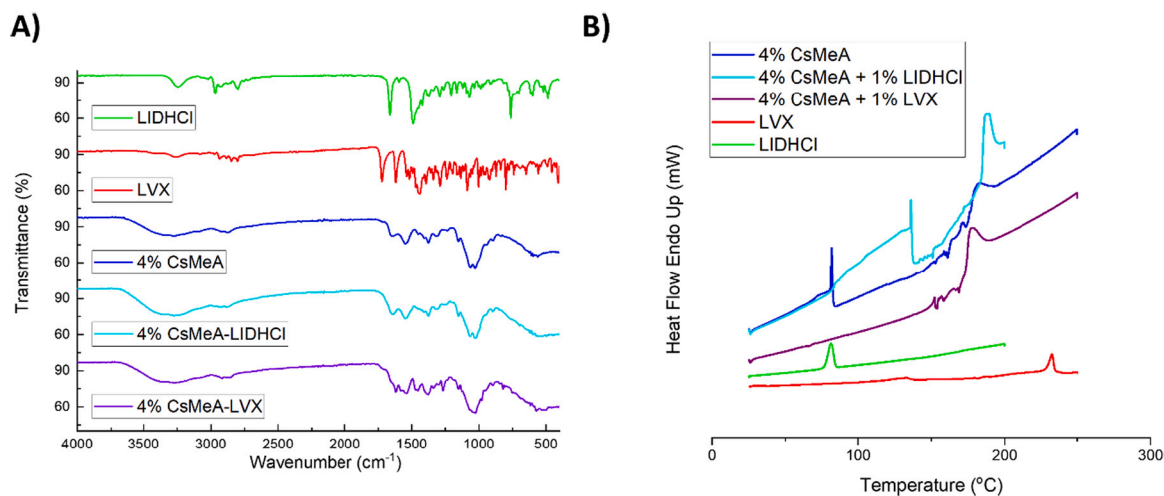 A)
90
60
LIDHCl
90
60
LVX
90
60
4% CsMeA
90
60
4% CsMeA-LIDHCl
90
60
4% CsMeA-LVX
4000 3500 3000 2500 2000 1500 1000 500
Wavenumber (cm⁻¹)
Transmittance (%)
B)
4% CsMeA
4% CsMeA + 1% LIDHCl
4% CsMeA + 1% LVX
LVX
LIDHCl
Heat Flow Endo Up (mW)
0 100 200 300
Temperature (°C)